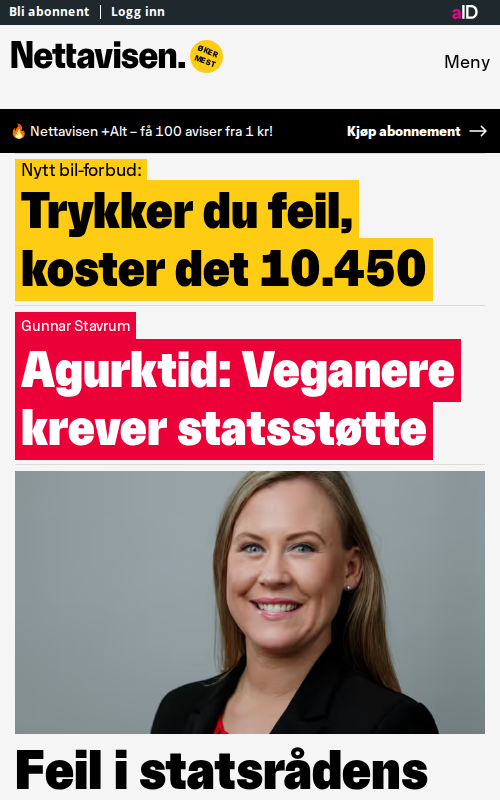 Bli abonnent | Logg inn
aID
Nettavisen.
ØKER
MEST
Meny
Nettavisen +Alt – få 100 aviser fra 1 kr!
Kjøp abonnement →
Nytt bil-forbud:
Trykker du feil,
koster det 10.450
Gunnar Stavrum
Agurktid: Veganere
krever statsstøtte
Feil i statsrådens